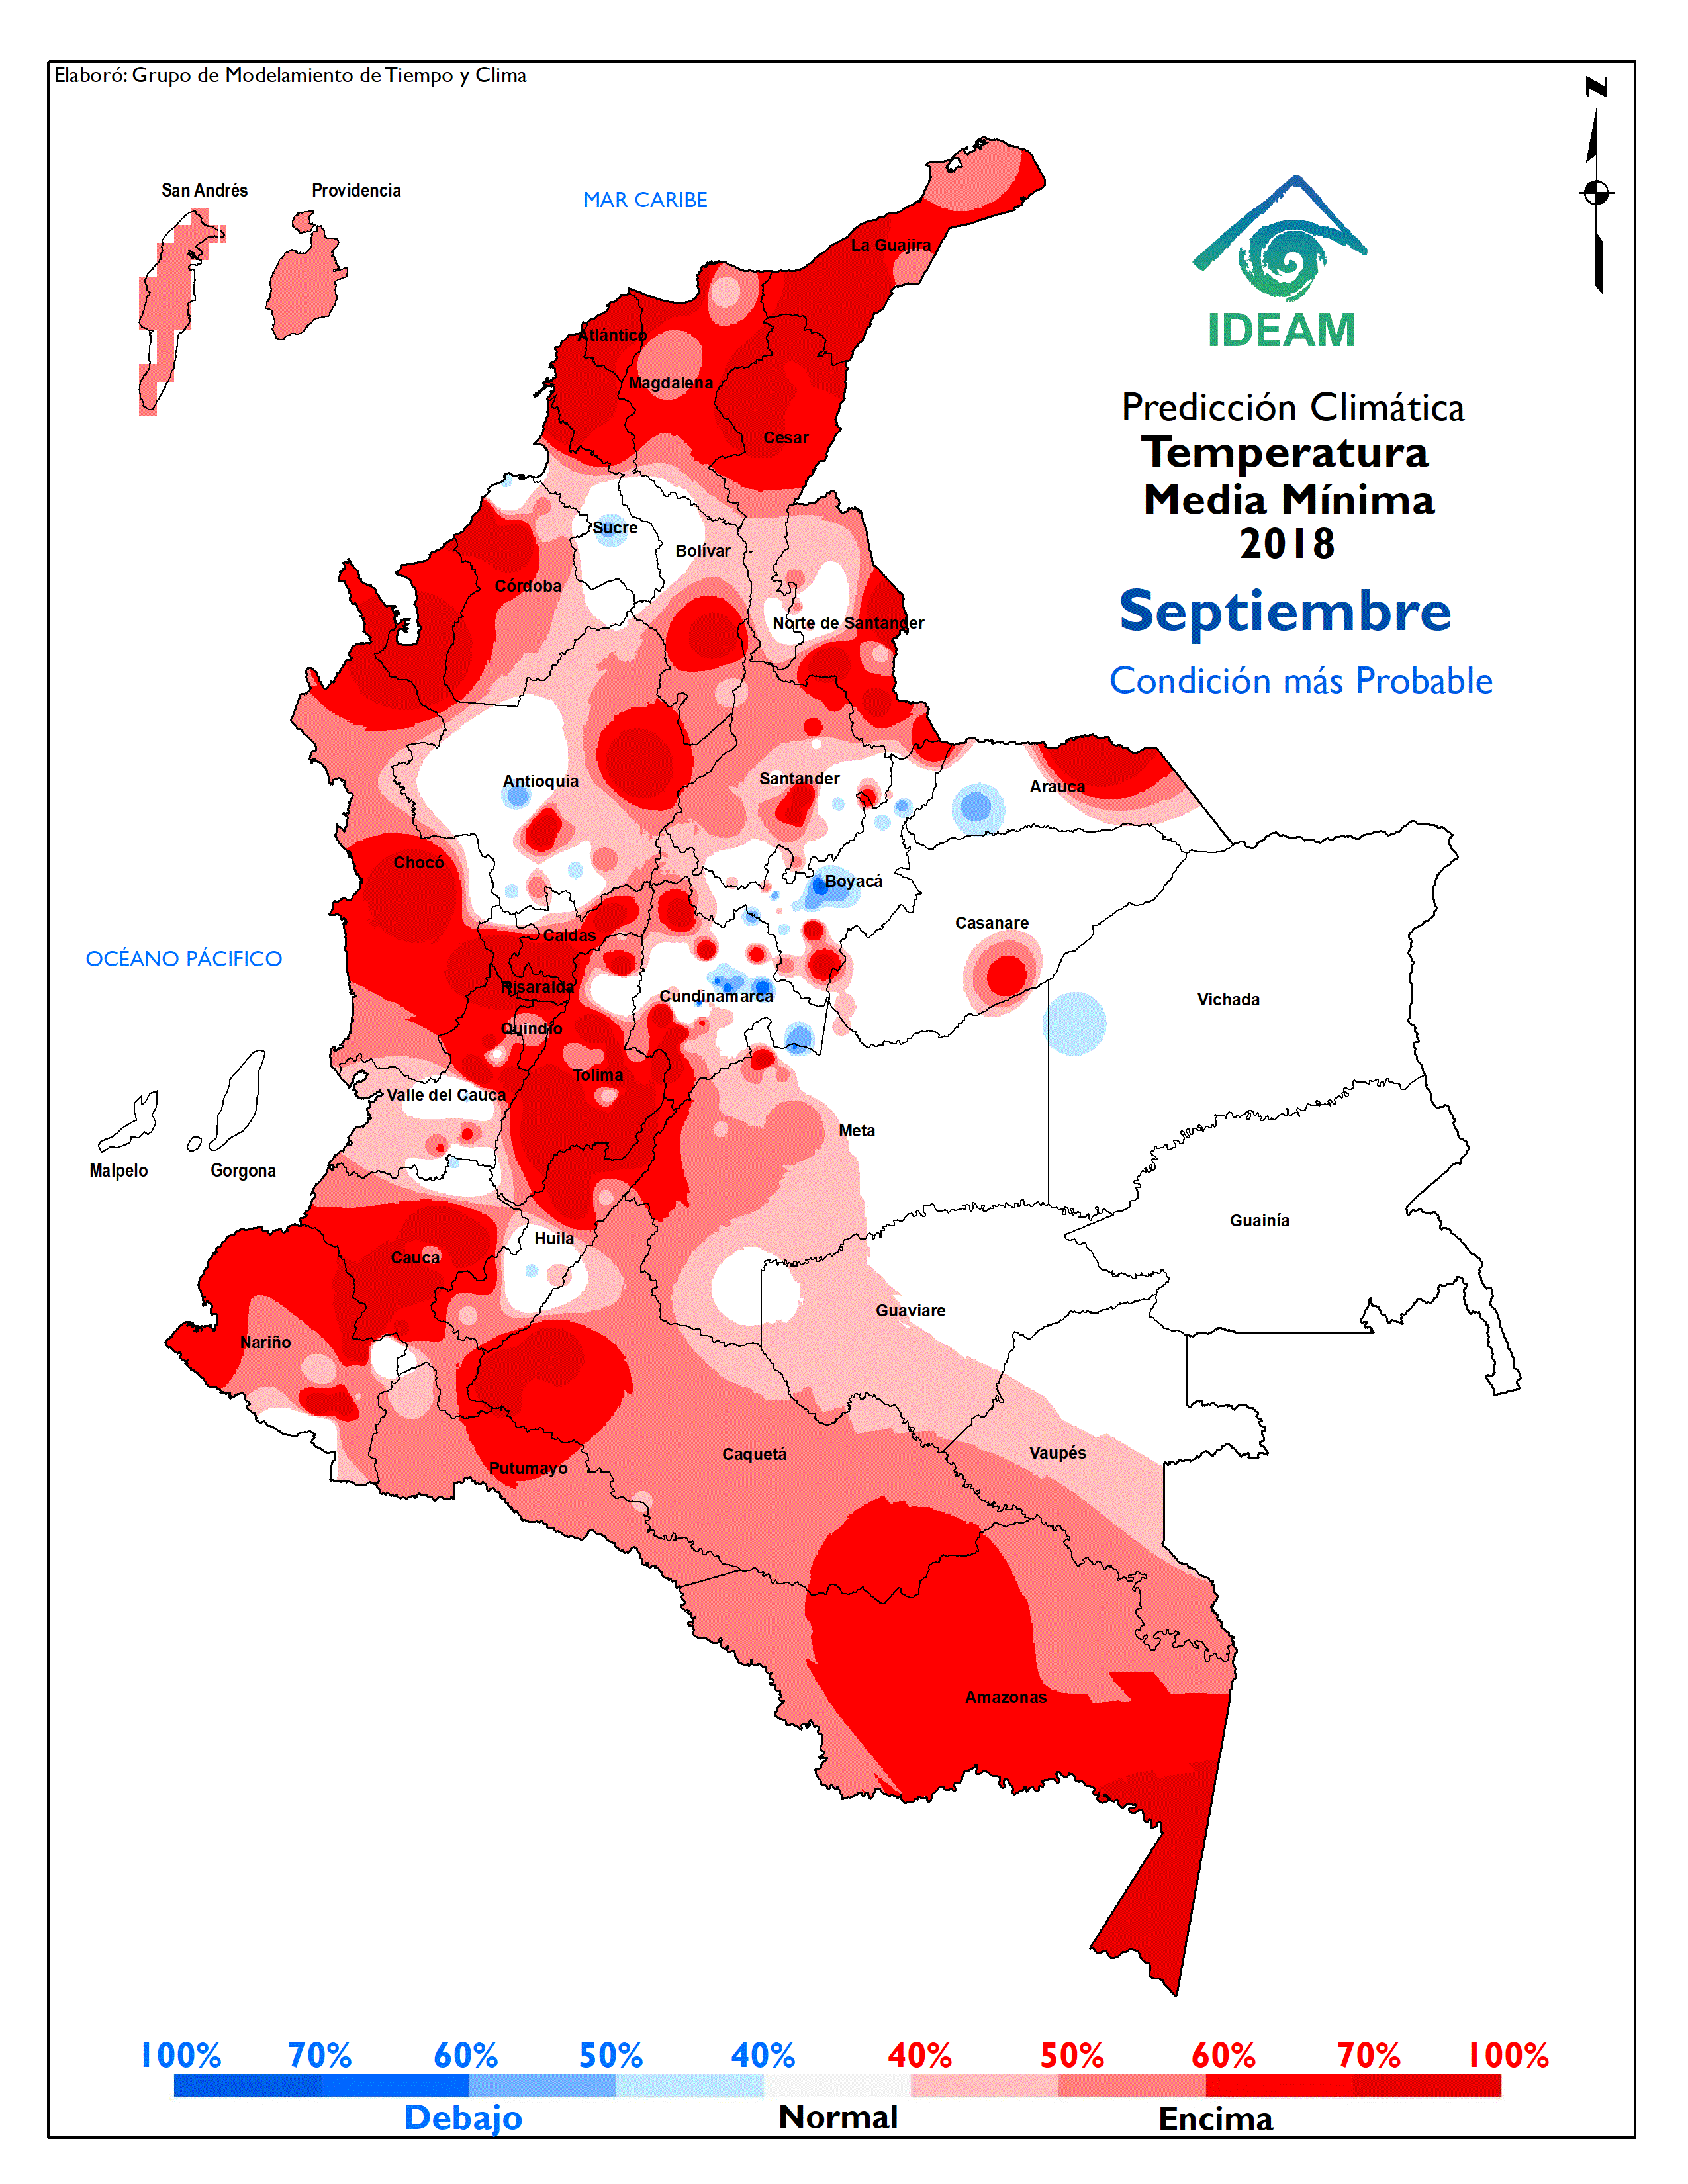 Elaboró: Grupo de Modelamiento de Tiempo y Clima
N
San Andrés
Providencia
MAR CARIBE
La Guajira
IDEAM
Atlántico
Magdalena
Predicción Climática
Temperatura
Media Mínima
2018
Septiembre
Condición más Probable
Cesar
Sucre
Bolívar
Córdoba
Norte de Santander
Antioquia
Santander
Arauca
Chocó
Boyacá
Casanare
Caldas
OCÉANO PÁCIFICO
Risaralda
Cundinamarca
Vichada
Quindío
Tolima
Valle del Cauca
Meta
Malpelo
Gorgona
Guainía
Huila
Cauca
Guaviare
Nariño
Vaupés
Caquetá
Putumayo
Amazonas
100% 70% 60% 50% 40% 40% 50% 60% 70% 100%
Debajo Normal Encima